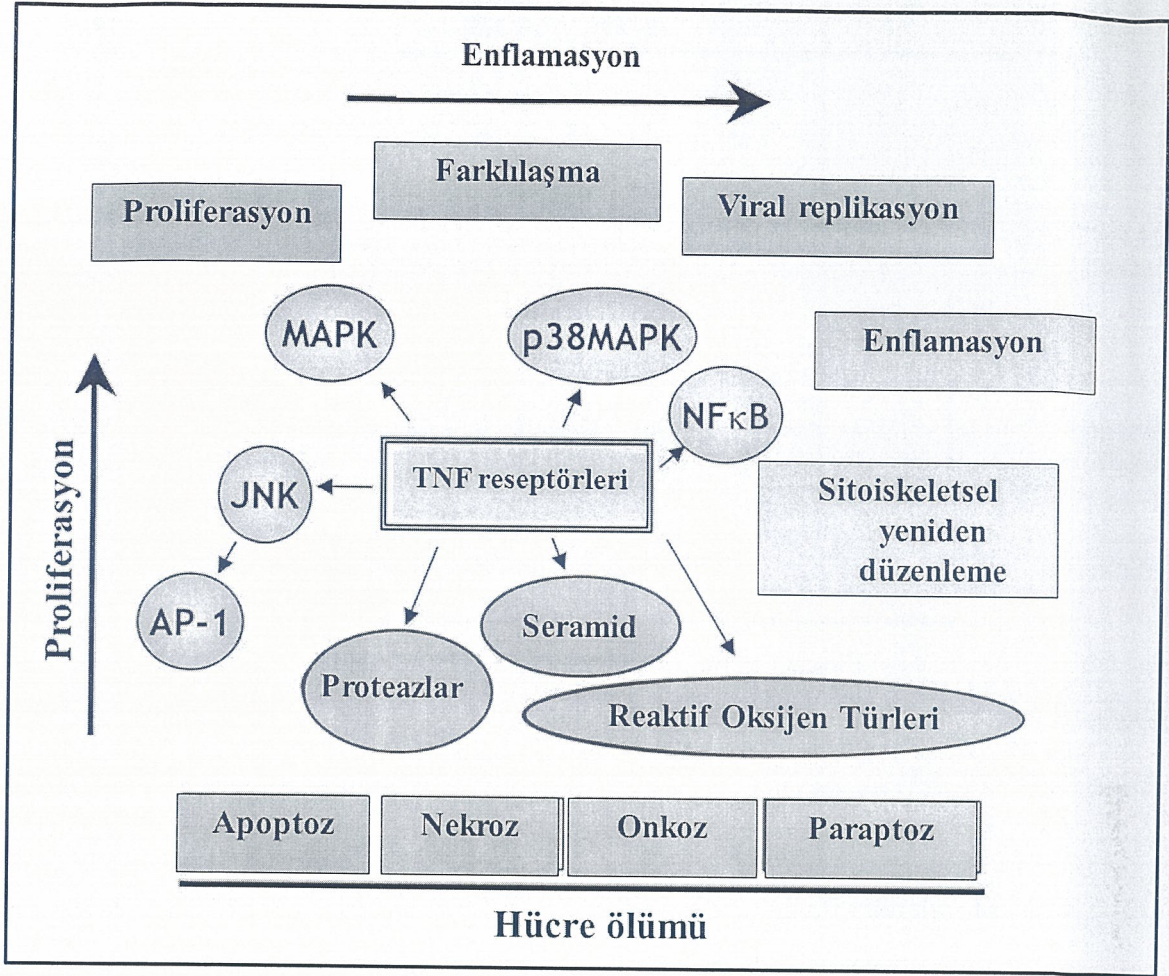 Enflamasyon
Farklılaşma
Proliferasyon
Viral replikasyon
MAPK
p38MAPK
Enflamasyon
NFκB
TNF reseptörleri
JNK
Sitoiskeletsel
yeniden
düzenleme
Proliferasyon
AP-1
Seramid
Proteazlar
Reaktif Oksijen Türleri
Apoptoz
Nekroz
Onkoz
Paraptoz
Hücre ölümü